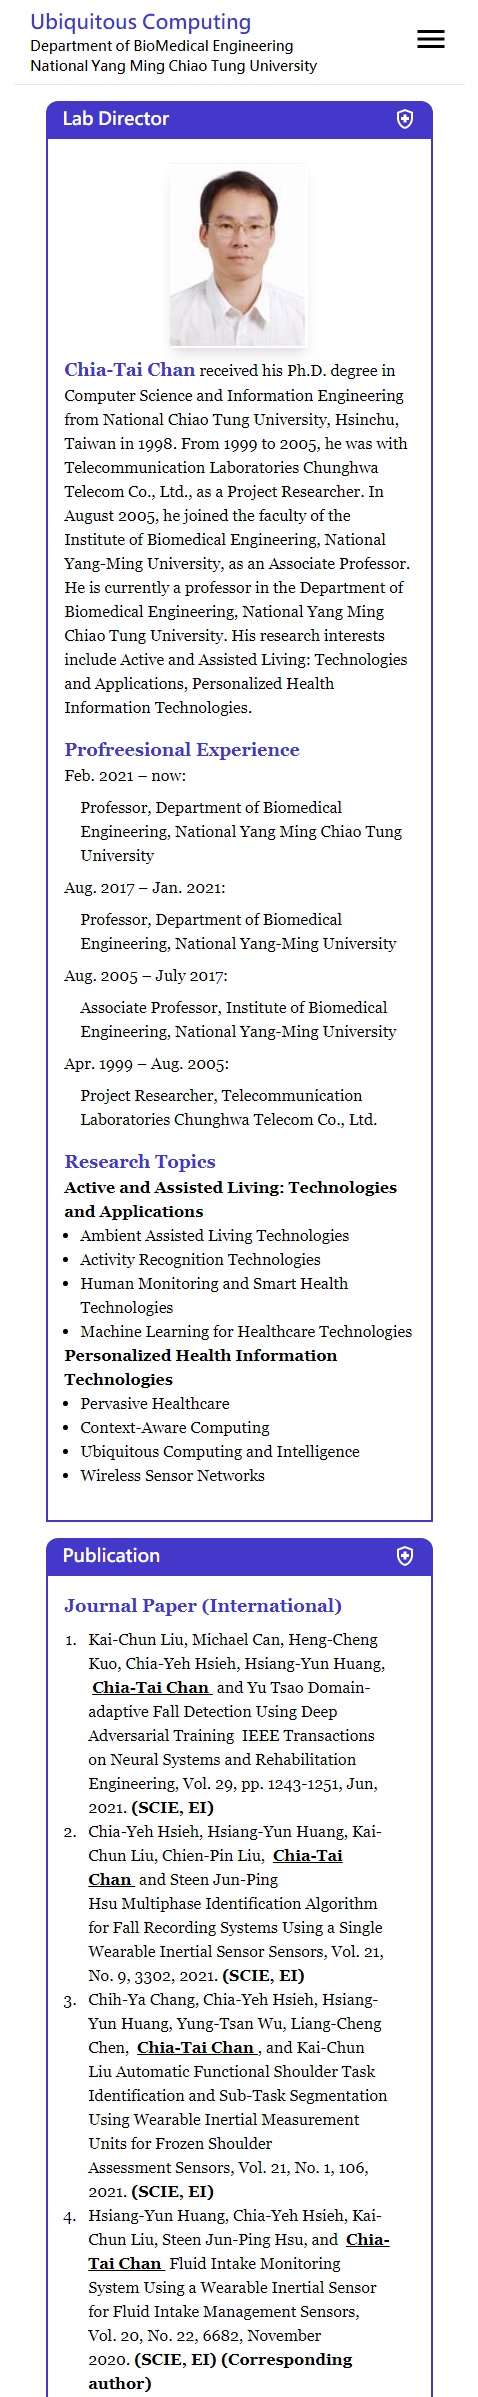 Ubiquitous Computing
Department of BioMedical Engineering
National Yang Ming Chiao Tung University
Lab Director
Chia-Tai Chan received his Ph.D. degree in
Computer Science and Information Engineering
from National Chiao Tung University, Hsinchu,
Taiwan in 1998. From 1999 to 2005, he was with
Telecommunication Laboratories Chunghwa
Telecom Co., Ltd., as a Project Researcher. In
August 2005, he joined the faculty of the
Institute of Biomedical Engineering, National
Yang-Ming University, as an Associate Professor.
He is currently a professor in the Department of
Biomedical Engineering, National Yang Ming
Chiao Tung University. His research interests
include Active and Assisted Living: Technologies
and Applications, Personalized Health
Information Technologies.
Profreesional Experience
Feb. 2021 – now:
Professor, Department of Biomedical
Engineering, National Yang Ming Chiao Tung
University
Aug. 2017 – Jan. 2021:
Professor, Department of Biomedical
Engineering, National Yang-Ming University
Aug. 2005 – July 2017:
Associate Professor, Institute of Biomedical
Engineering, National Yang-Ming University
Apr. 1999 – Aug. 2005:
Project Researcher, Telecommunication
Laboratories Chunghwa Telecom Co., Ltd.
Research Topics
Active and Assisted Living: Technologies
and Applications
• Ambient Assisted Living Technologies
• Activity Recognition Technologies
• Human Monitoring and Smart Health
Technologies
• Machine Learning for Healthcare Technologies
Personalized Health Information
Technologies
• Pervasive Healthcare
• Context-Aware Computing
• Ubiquitous Computing and Intelligence
• Wireless Sensor Networks
Publication
Journal Paper (International)
1. Kai-Chun Liu, Michael Can, Heng-Cheng
Kuo, Chia-Yeh Hsieh, Hsiang-Yun Huang,
Chia-Tai Chan and Yu Tsao Domain-
adaptive Fall Detection Using Deep
Adversarial Training IEEE Transactions
on Neural Systems and Rehabilitation
Engineering, Vol. 29, pp. 1243-1251, Jun,
2021. (SCIE, EI)
2. Chia-Yeh Hsieh, Hsiang-Yun Huang, Kai-
Chun Liu, Chien-Pin Liu, Chia-Tai
Chan and Steen Jun-Ping
Hsu Multiphase Identification Algorithm
for Fall Recording Systems Using a Single
Wearable Inertial Sensor Sensors, Vol. 21,
No. 9, 3302, 2021. (SCIE, EI)
3. Chih-Ya Chang, Chia-Yeh Hsieh, Hsiang-
Yun Huang, Yung-Tsan Wu, Liang-Cheng
Chen, Chia-Tai Chan , and Kai-Chun
Liu Automatic Functional Shoulder Task
Identification and Sub-Task Segmentation
Using Wearable Inertial Measurement
Units for Frozen Shoulder
Assessment Sensors, Vol. 21, No. 1, 106,
2021. (SCIE, EI)
4. Hsiang-Yun Huang, Chia-Yeh Hsieh, Kai-
Chun Liu, Steen Jun-Ping Hsu, and Chia-
Tai Chan Fluid Intake Monitoring
System Using a Wearable Inertial Sensor
for Fluid Intake Management Sensors,
Vol. 20, No. 22, 6682, November
2020. (SCIE, EI) (Corresponding
author)